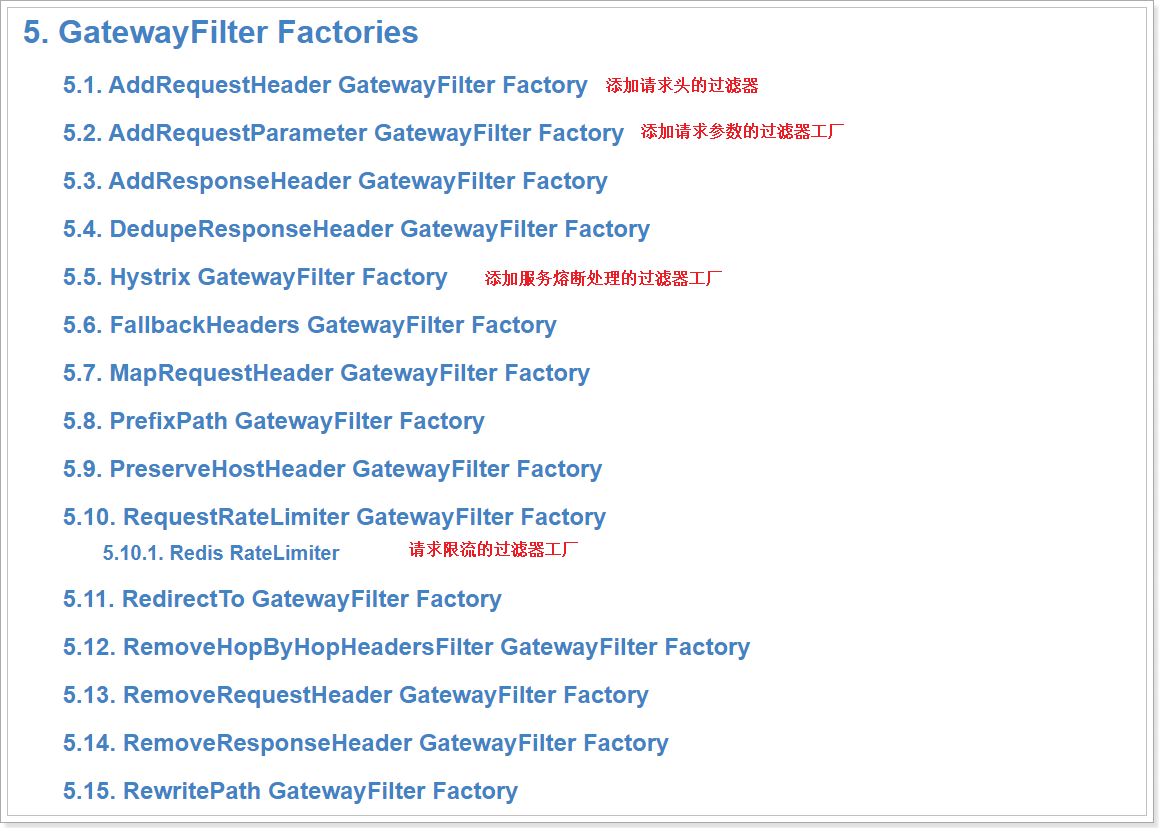 5. GatewayFilter Factories
5.1. AddRequestHeader GatewayFilter Factory 添加请求头的过滤器
5.2. AddRequestParameter GatewayFilter Factory 添加请求参数的过滤器工厂
5.3. AddResponseHeader GatewayFilter Factory
5.4. DedupeResponseHeader GatewayFilter Factory
5.5. Hystrix GatewayFilter Factory 添加服务熔断处理的过滤器工厂
5.6. FallbackHeaders GatewayFilter Factory
5.7. MapRequestHeader GatewayFilter Factory
5.8. PrefixPath GatewayFilter Factory
5.9. PreserveHostHeader GatewayFilter Factory
5.10. RequestRateLimiter GatewayFilter Factory
5.10.1. Redis RateLimiter 请求限流的过滤器工厂
5.11. RedirectTo GatewayFilter Factory
5.12. RemoveHopByHopHeadersFilter GatewayFilter Factory
5.13. RemoveRequestHeader GatewayFilter Factory
5.14. RemoveResponseHeader GatewayFilter Factory
5.15. RewritePath GatewayFilter Factory